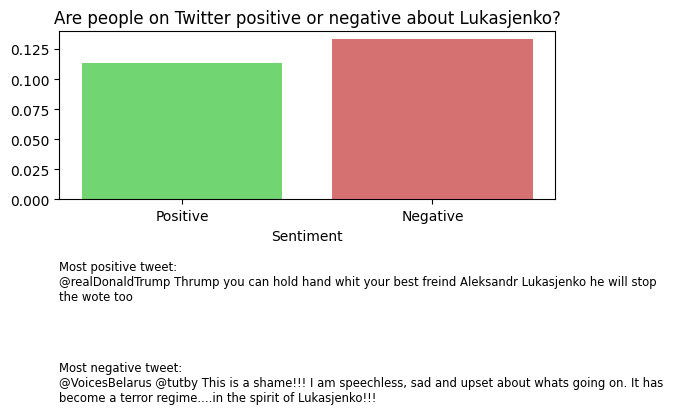 Are people on Twitter positive or negative about Lukasjenko?
0.125
0.100
0.075
0.050
0.025
0.000
Positive Negative
Sentiment
Most positive tweet:
@realDonaldTrump Thrump you can hold hand whit your best freind Aleksandr Lukasjenko he will stop
the wote too
Most negative tweet:
@VoicesBelarus @tutby This is a shame!!! I am speechless, sad and upset about whats going on. It has
become a terror regime....in the spirit of Lukasjenko!!!